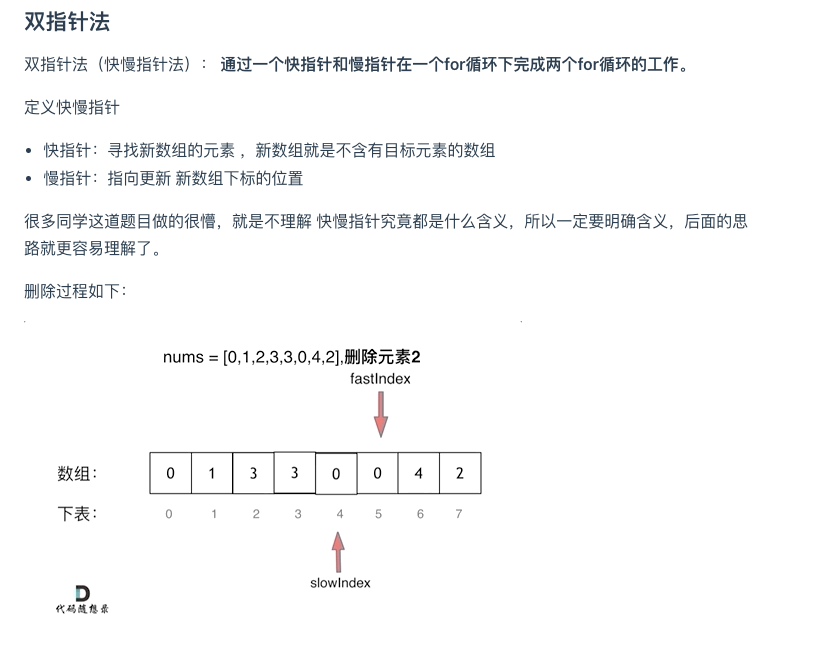 双指针法
双指针法（快慢指针法）： 通过一个快指针和慢指针在一个for循环下完成两个for循环的工作。
定义快慢指针
• 快指针：寻找新数组的元素 ，新数组就是不含有目标元素的数组
• 慢指针：指向更新 新数组下标的位置
很多同学这道题目做的很懵，就是不理解 快慢指针究竟都是什么含义，所以一定要明确含义，后面的思
路就更容易理解了。
删除过程如下：
nums = [0,1,2,3,3,0,4,2],删除元素2
fastIndex
数组： 0 1 3 3 0 0 4 2
下表： 0 1 2 3 4 5 6 7
slowIndex
代码随想录